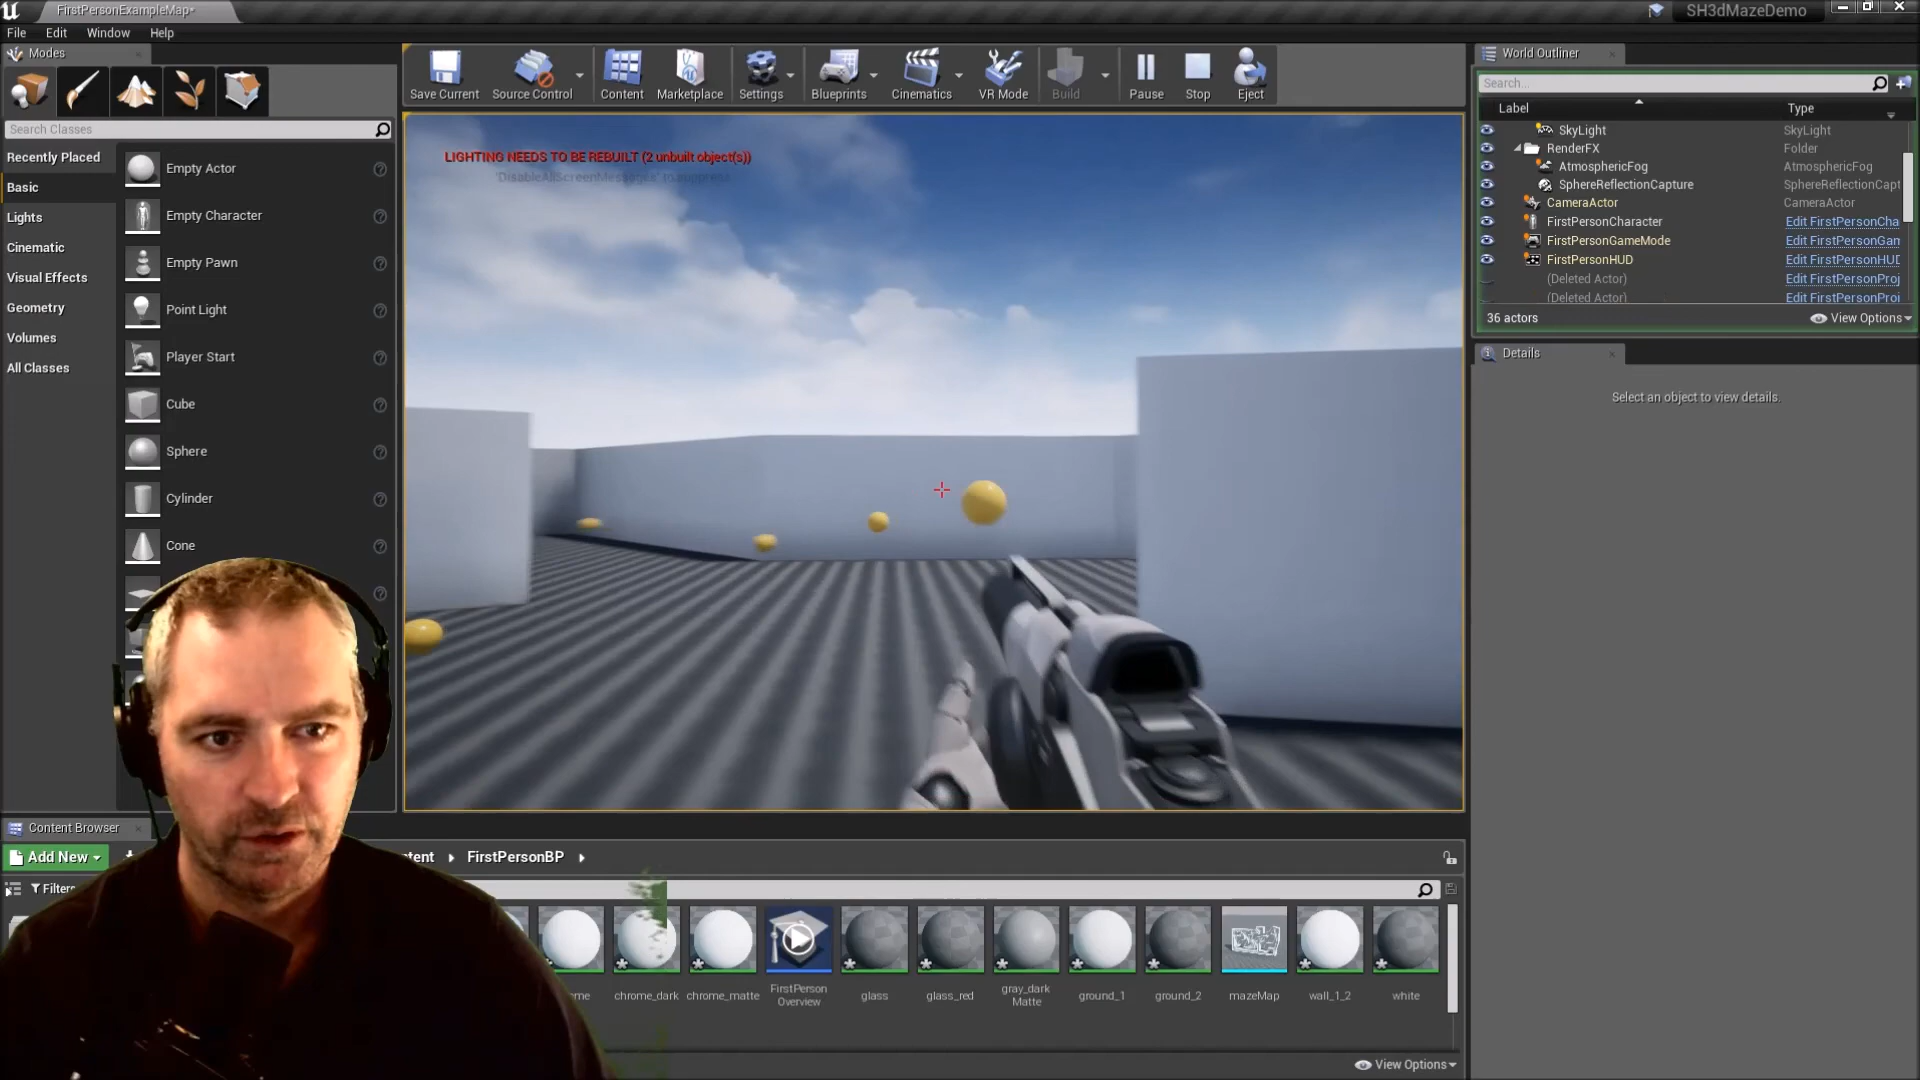 FirstPersonExampleMap*
SH3dMazeDemo
File Edit Window Help
Modes
Search Classes
Recently Placed
Basic
Lights
Cinematic
Visual Effects
Geometry
Volumes
All Classes
Empty Actor
Empty Character
Empty Pawn
Point Light
Player Start
Cube
Sphere
Cylinder
Cone
Save Current
Source Control
Content
Marketplace
Settings
Blueprints
Cinematics
VR Mode
Build
Pause
Stop
Eject
LIGHTING NEEDS TO BE REBUILT (2 unbuilt object(s))
'DisableAllScreenMessages' to suppress
World Outliner
Search...
Label Type
SkyLight SkyLight
RenderFX Folder
AtmosphericFog AtmosphericFog
SphereReflectionCapture SphereReflectionCapt
CameraActor CameraActor
FirstPersonCharacter Edit FirstPersonCha
FirstPersonGameMode Edit FirstPersonGam
FirstPersonHUD Edit FirstPersonHUD
(Deleted Actor) Edit FirstPersonProj
(Deleted Actor) Edit FirstPersonProj
36 actors
View Options
Details
Select an object to view details.
Content Browser
Add New
tent FirstPersonBP
Filters
ome
chrome_dark
chrome_matte
FirstPerson
Overview
glass
glass_red
gray_dark
Matte
ground_1
ground_2
mazeMap
wall_1_2
white
View Options